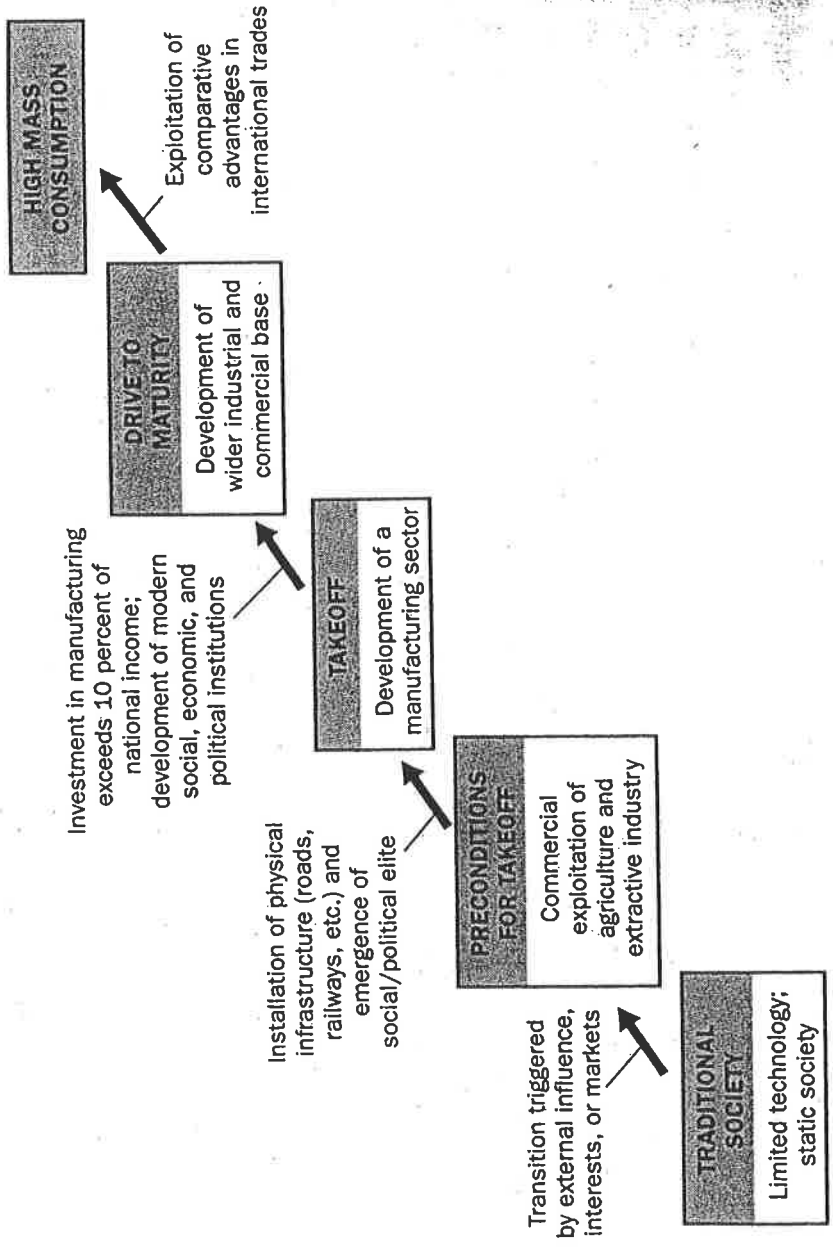 TRADITIONAL
SOCIETY
Limited technology;
static society
Transition triggered
by external influence,
interests, or markets
PRECONDITIONS
FOR TAKEOFF
Commercial
exploitation of
agriculture and
extractive industry
Installation of physical
infrastructure (roads,
railways, etc.) and
emergence of
social/political elite
TAKEOFF
Development of a
manufacturing sector
Investment in manufacturing
exceeds 10 percent of
national income;
development of modern
social, economic, and
political institutions
DRIVE TO
MATURITY
Development of
wider industrial and
commercial base
Exploitation of
comparative
advantages in
international trades
HIGH MASS
CONSUMPTION